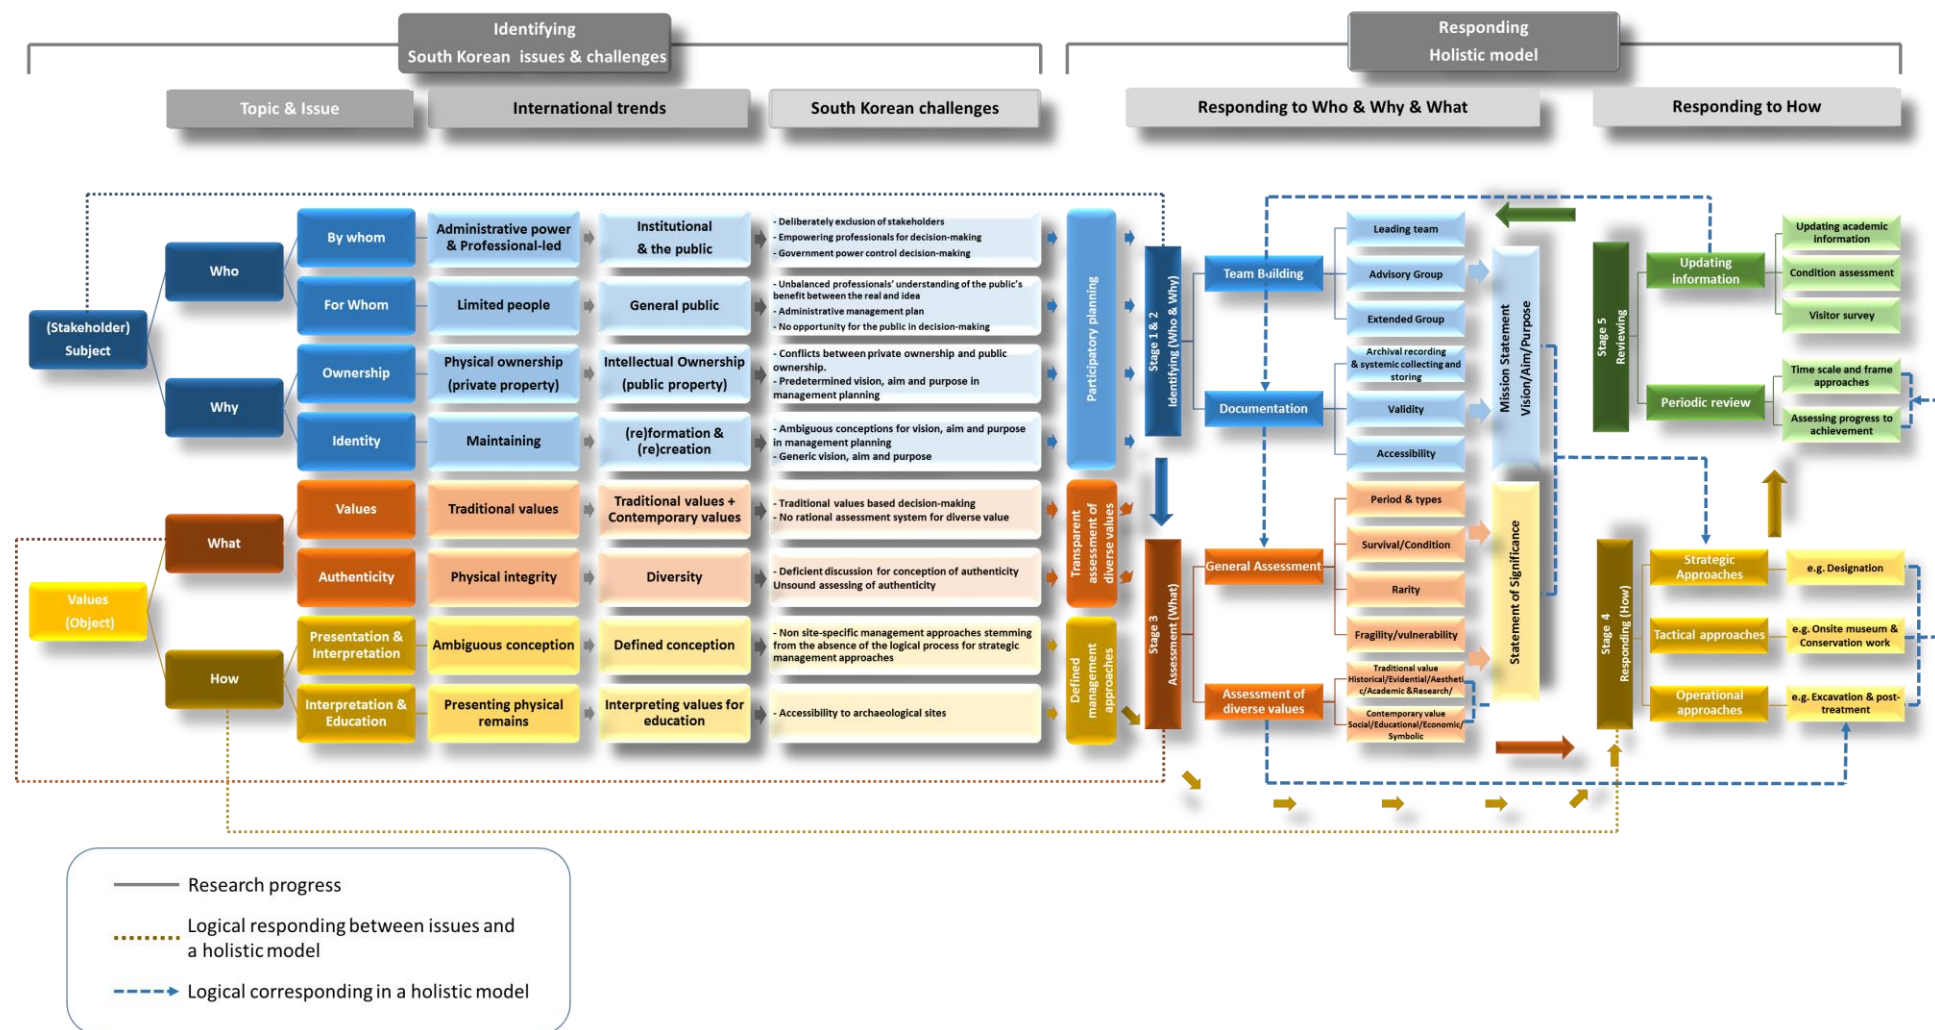 Identifying
South Korean issues & challenges
Responding
Holistic model
Topic & Issue
International trends
South Korean challenges
Responding to Who & Why & What
Responding to How
(Stakeholder)
Subject
Who
Why
By whom
Administrative power
& Professional-led
Institutional
& the public
- Deliberately exclusion of stakeholders
- Empowering professionals for decision-making
- Government power control decision-making
For Whom
Limited people
General public
- Unbalanced professionals' understanding of the public's
benefit between the real and idea
- Administrative management plan
- No opportunity for the public in decision-making
Ownership
Physical ownership
(private property)
Intellectual Ownership
(public property)
- Conflicts between private ownership and public
ownership.
- Predetermined vision, aim and purpose in
management planning
Identity
Maintaining
(re)formation &
(re)creation
- Ambiguous conceptions for vision, aim and purpose
in management planning
- Generic vision, aim and purpose
Values
(Object)
What
How
Values
Traditional values
Traditional values +
Contemporary values
- Traditional values based decision-making
- No rational assessment system for diverse value
Authenticity
Physical integrity
Diversity
- Deficient discussion for conception of authenticity
Unsound assessing of authenticity
Presentation &
Interpretation
Ambiguous conception
Defined conception
- Non site-specific management approaches stemming
from the absence of the logical process for strategic
management approaches
Interpretation &
Education
Presenting physical
remains
Interpreting values for
education
- Accessibility to archaeological sites
Participatory planning
Transparent
assessment of
diverse values
Defined
management
approaches
Stage 1 & 2
Identifying (Who & Why)
Team Building
Leading team
Advisory Group
Extended Group
Documentation
Archival recording
& systemic collecting and
storing
Validity
Accessibility
Mission Statement
Vision/Aim/Purpose
Stage 3
Assessment (What)
General Assessment
Period & types
Survival/Condition
Rarity
Fragility/vulnerability
Assessment of
diverse values
Traditional value
Historical/Evidential/Aestheti
c/Academic &Research/
Contemporary value
Social/Educational/Economic/
Symbolic
Statement of Significance
Stage 5
Reviewing
Updating
information
Updating academic
information
Condition assessment
Visitor survey
Periodic review
Time scale and frame
approaches
Assessing progress to
achievement
Stage 4
Responding (How)
Strategic
Approaches
e.g. Designation
Tactical approaches
e.g. Onsite museum &
Conservation work
Operational
approaches
e.g. Excavation & post-
treatment
Research progress
Logical responding between issues and
a holistic model
Logical corresponding in a holistic model